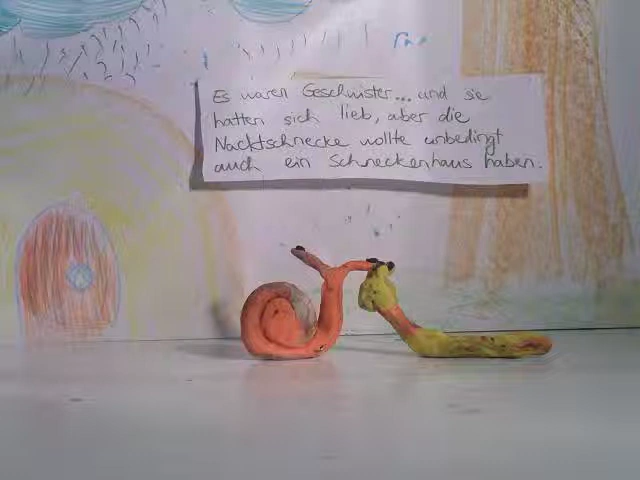 Es waren Geschwister... und sie
hatten sich lieb, aber die
Nacktschnecke wollte unbedingt
auch ein Schneckenhaus haben.